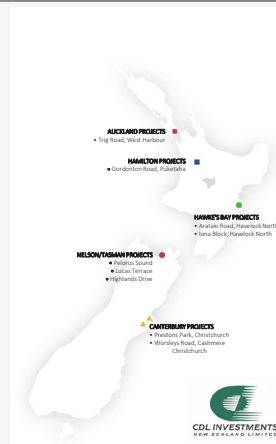 AUCKLAND PROJECTS
• Trig Road, West Harbour
HAMILTON PROJECTS
• Gordonton Road, Puketaha
HAWKE'S BAY PROJECTS
• Arataki Road, Havelock North
• Iona Block, Havelock North
NELSON/TASMAN PROJECTS
• Pelorus Sound
• Lucas Terrace
• Highlands Drive
CANTERBURY PROJECTS
• Prestons Park, Christchurch
• Worsleys Road, Cashmere
Christchurch
CDL INVESTMENTS
NEW ZEALAND LIMITED